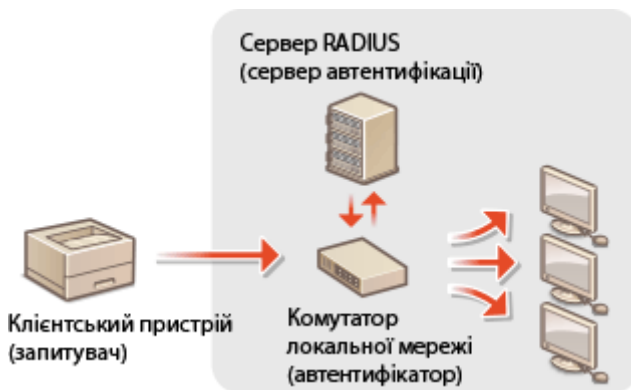 Сервер RADIUS
(сервер автентифікації)
Клієнтський пристрій
(запитувач)
Комутатор
локальної мережі
(автентифікатор)